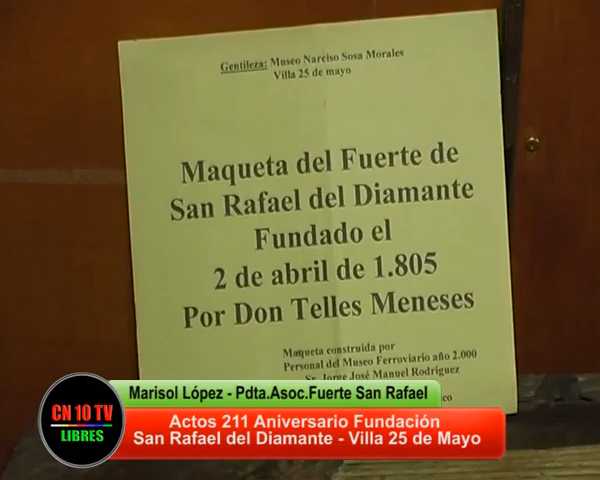 Gentileza: Museo Narciso Sosa Morales
Villa 25 de mayo
Maqueta del Fuerte de
San Rafael del Diamante
Fundado el
2 de abril de 1.805
Por Don Telles Meneses
Maqueta construida por
Personal del Museo Ferroviario año 2.000
Sr. Jorge José Manuel Rodriguez
CN 10 TV
LIBRES
Marisol López - Pdta.Asoc.Fuerte San Rafael
Actos 211 Aniversario Fundación
San Rafael del Diamante - Villa 25 de Mayo